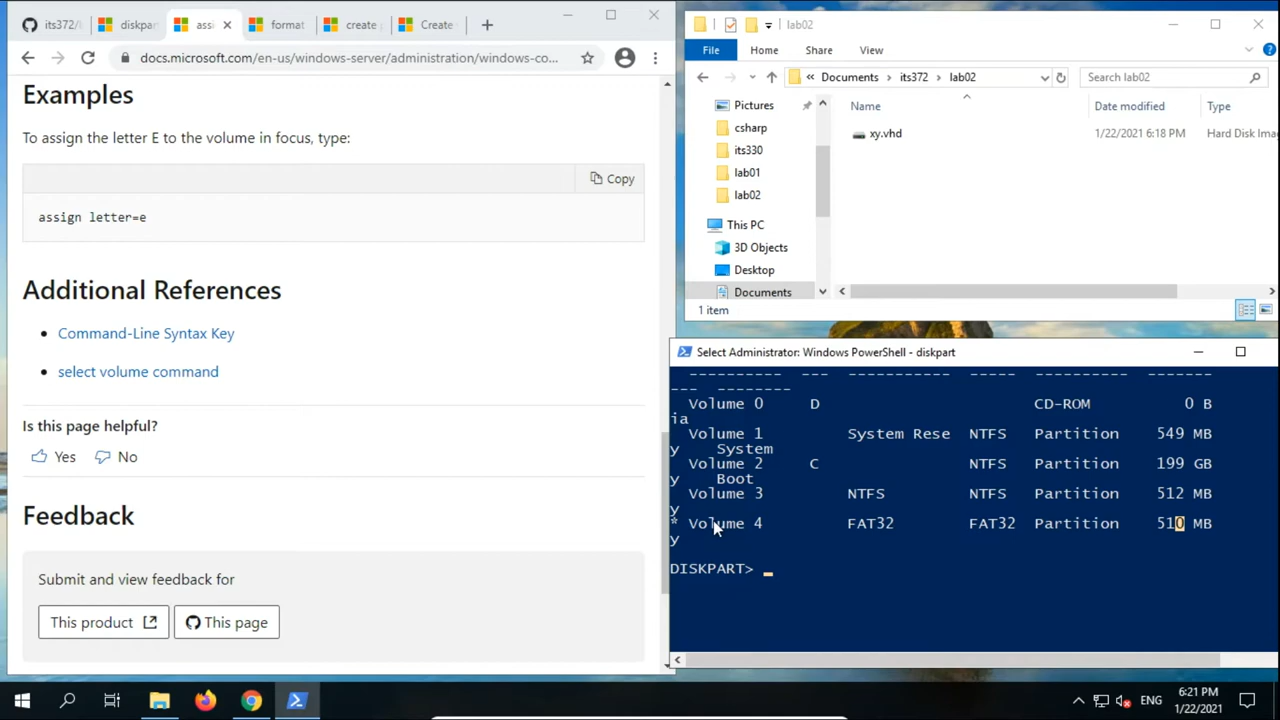 its372/l
diskpar
assi
format
create p
Create
docs.microsoft.com/en-us/windows-server/administration/windows-co...
Examples
To assign the letter E to the volume in focus, type:
Copy
assign letter=e
Additional References
Command-Line Syntax Key
select volume command
Is this page helpful?
Yes
No
Feedback
Submit and view feedback for
This product
This page
lab02
File
Home
Share
View
Documents
its372
lab02
Search lab02
Pictures
csharp
its330
lab01
lab02
This PC
3D Objects
Desktop
Documents
Name
Date modified
Type
xy.vhd
1/22/2021 6:18 PM
Hard Disk Ima
1 item
Select Administrator: Windows PowerShell - diskpart
---------- --- ----------- ----- ---------- -------
--- --------
Volume 0 D CD-ROM 0 B
ia
Volume 1 System Rese NTFS Partition 549 MB
y System
Volume 2 C NTFS Partition 199 GB
y Boot
Volume 3 NTFS NTFS Partition 512 MB
y
* Volume 4 FAT32 FAT32 Partition 510 MB
y
DISKPART> _
ENG
6:21 PM
1/22/2021